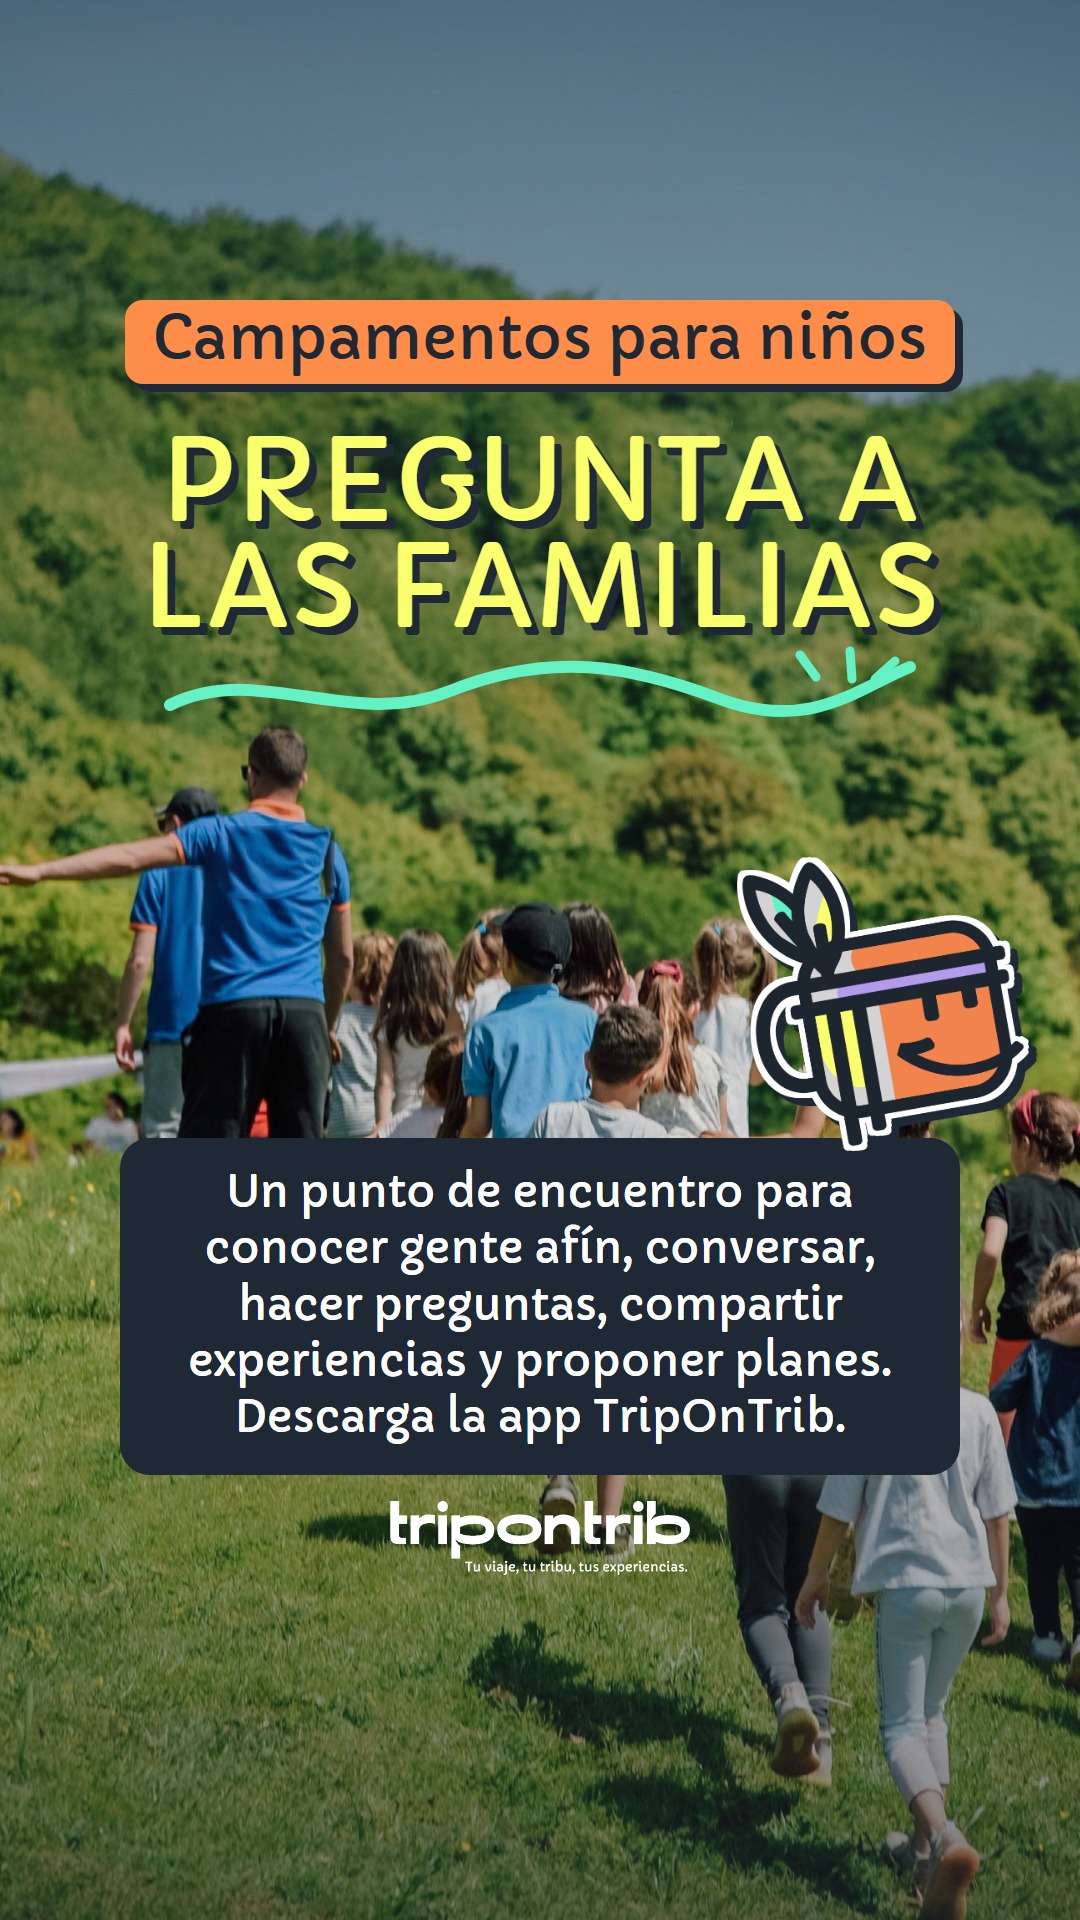 Campamentos para niños
PREGUNTA A
LAS FAMILIAS
Un punto de encuentro para
conocer gente afín, conversar,
hacer preguntas, compartir
experiencias y proponer planes.
Descarga la app TripOnTrib.
tripontrib
Tu viaje, tu tribu, tus experiencias.